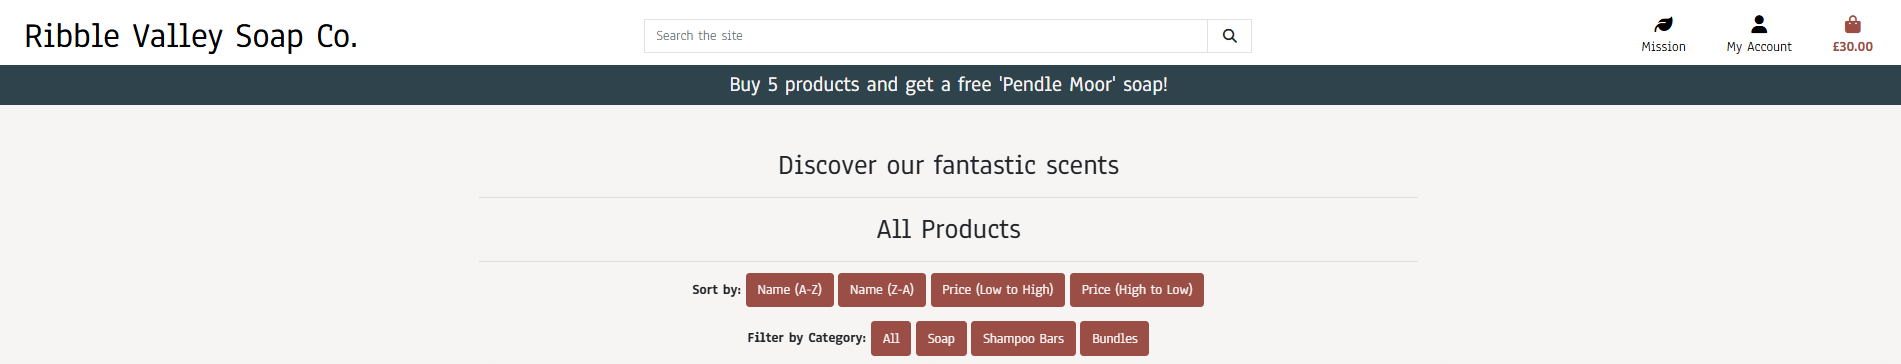 Ribble Valley Soap Co.
Search the site
Mission
My Account
£30.00
Buy 5 products and get a free 'Pendle Moor' soap!
Discover our fantastic scents
All Products
Sort by: Name (A-Z) Name (Z-A) Price (Low to High) Price (High to Low)
Filter by Category: All Soap Shampoo Bars Bundles